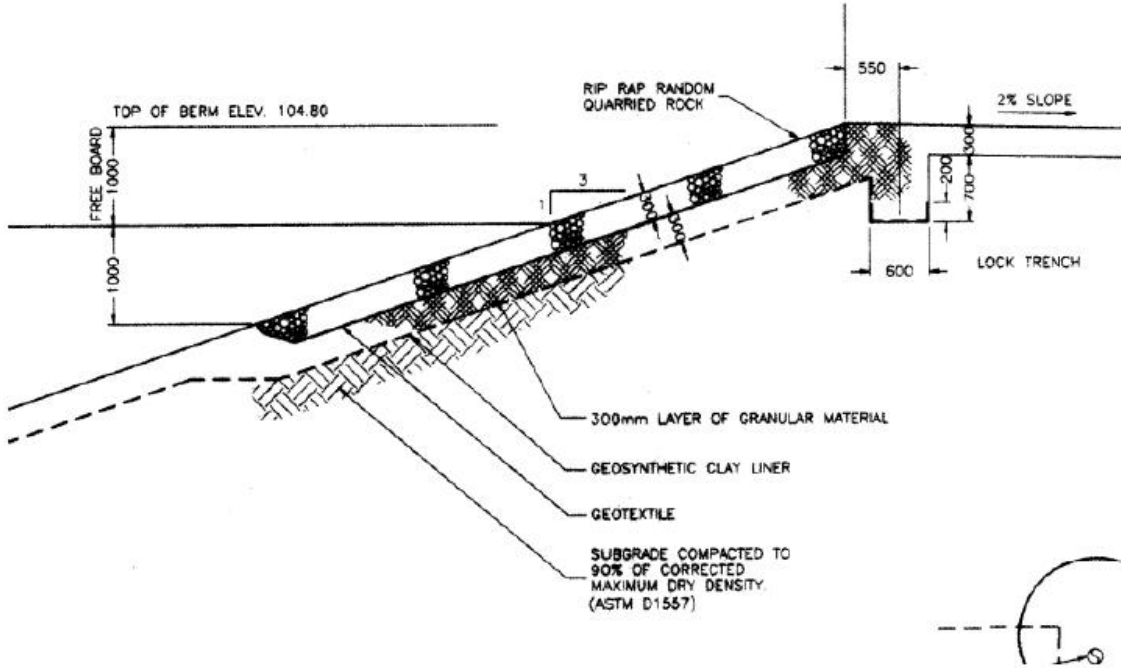 550
RIP RAP RANDOM
QUARRIED ROCK
2% SLOPE
TOP OF BERM ELEV. 104.80
300
FREE BOARD
1000
3
1
200
700
300
300
1000
600
LOCK TRENCH
300mm LAYER OF GRANULAR MATERIAL
GEOSYNTHETIC CLAY LINER
GEOTEXTILE
SUBGRADE COMPACTED TO
90% OF CORRECTED
MAXIMUM DRY DENSITY.
(ASTM D1557)